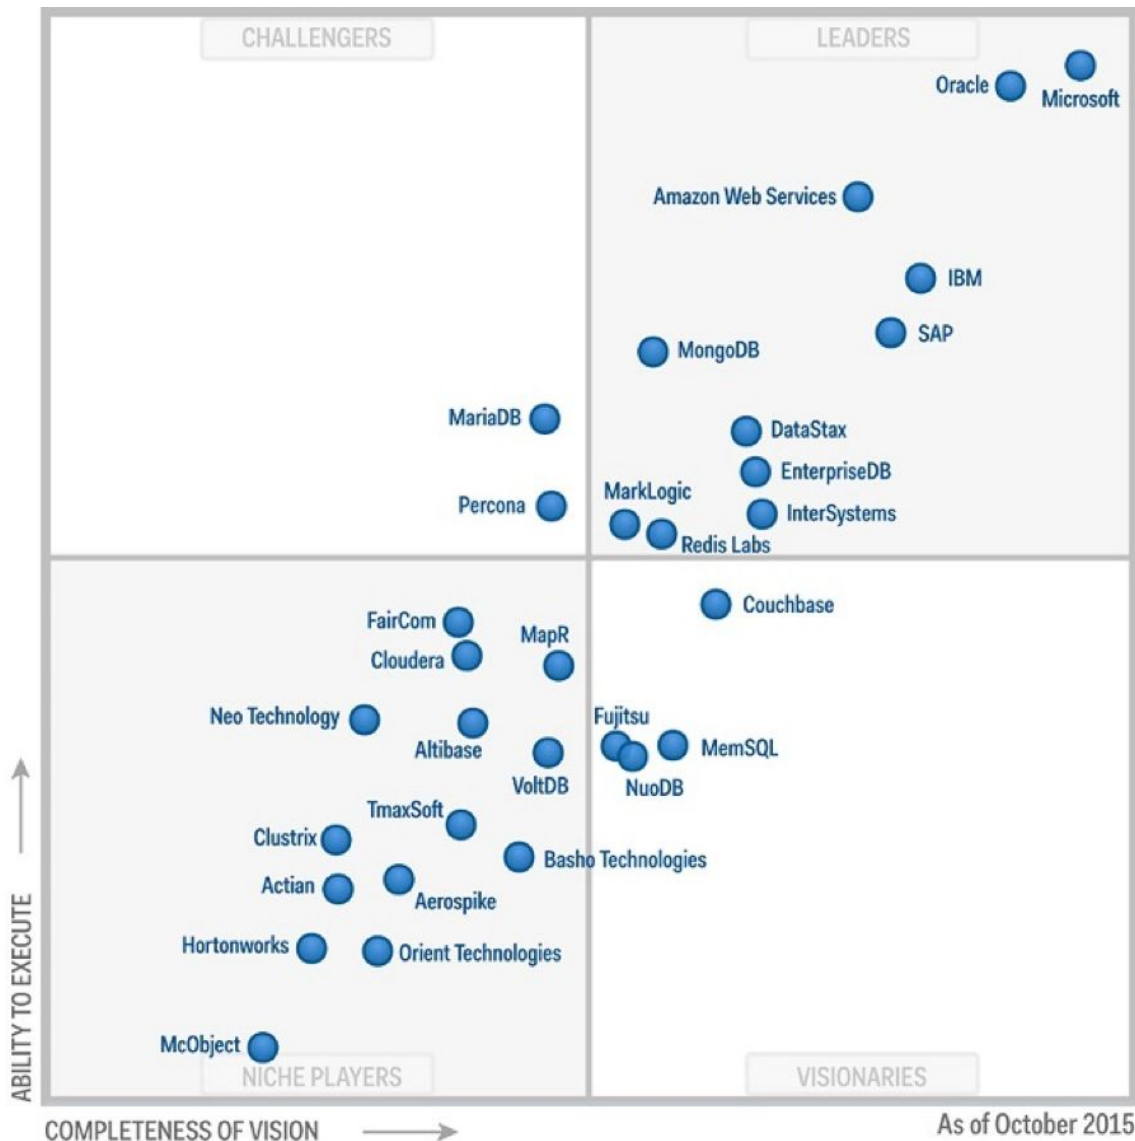 CHALLENGERS
LEADERS
Oracle
Microsoft
Amazon Web Services
IBM
SAP
MongoDB
MariaDB
DataStax
EnterpriseDB
MarkLogic
Percona
InterSystems
Redis Labs
Couchbase
FairCom
MapR
Cloudera
Neo Technology
Fujitsu
Altibase
MemSQL
VoltDB
NuoDB
TmaxSoft
Clustrix
Basho Technologies
Actian
Aerospike
Hortonworks
Orient Technologies
McObject
NICHE PLAYERS
VISIONARIES
ABILITY TO EXECUTE
COMPLETENESS OF VISION
As of October 2015